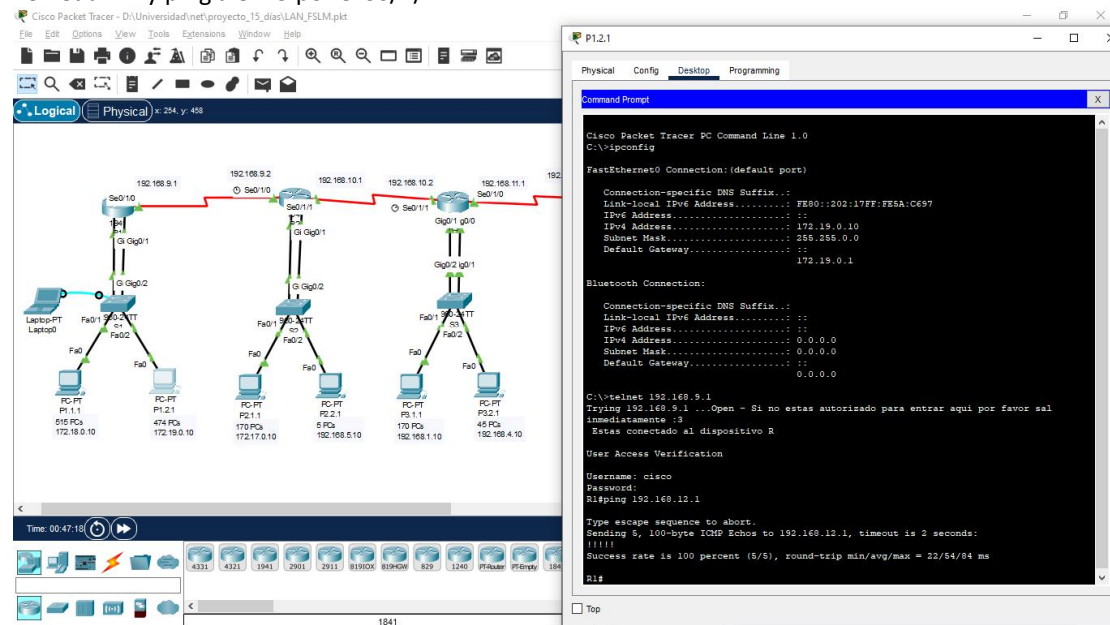 Cisco Packet Tracer - D:\Universidad\net\proyecto_15_días\LAN_FSLM.pkt
File Edit Options View Tools Extensions Window Help
Logical Physical x: 254, y: 458
192.168.9.1
192.168.9.2
192.168.10.1
192.168.10.2
192.168.11.1
192
Se0/1/0
Se0/1/0
Se0/1/1
Se0/1/1
Se0/1/0
Gi Gig0/1
Gi Gig0/1
Gig0/1 g0/0
G Gig0/2
G Gig0/2
Gig0/2 ig0/1
Laptop-PT
Laptop0
Fa0/1
S1
Fa0/2
Fa0/1
S2
Fa0/2
Fa0/1
S3
Fa0/2
Fa0
Fa0
Fa0
Fa0
Fa0
Fa0
PC-PT
P1.1.1
515 PCs
172.18.0.10
PC-PT
P1.2.1
474 PCs
172.19.0.10
PC-PT
P2.1.1
170 PCs
172.17.0.10
PC-PT
P2.2.1
5 PCs
192.168.5.10
PC-PT
P3.1.1
170 PCs
192.168.1.10
PC-PT
P3.2.1
45 PCs
192.168.4.10
Time: 00:47:18
4331 4321 1941 2901 2911 819IOX 819HGW 829 1240 PT-Router PT-Empty 184
1841
P1.2.1
Physical Config Desktop Programming
Command Prompt
X
Cisco Packet Tracer PC Command Line 1.0
C:\>ipconfig
FastEthernet0 Connection:(default port)
Connection-specific DNS Suffix..:
Link-local IPv6 Address.........: FE80::202:17FF:FE5A:C697
IPv6 Address....................: ::
IPv4 Address....................: 172.19.0.10
Subnet Mask.....................: 255.255.0.0
Default Gateway.................: ::
172.19.0.1
Bluetooth Connection:
Connection-specific DNS Suffix..:
Link-local IPv6 Address.........: ::
IPv6 Address....................: ::
IPv4 Address....................: 0.0.0.0
Subnet Mask.....................: 0.0.0.0
Default Gateway.................: ::
0.0.0.0
C:\>telnet 192.168.9.1
Trying 192.168.9.1 ...Open - Si no estas autorizado para entrar aqui por favor sal
inmediatamente :3
Estas conectado al dispositivo R
User Access Verification
Username: cisco
Password:
R1#ping 192.168.12.1
Type escape sequence to abort.
Sending 5, 100-byte ICMP Echos to 192.168.12.1, timeout is 2 seconds:
!!!!!
Success rate is 100 percent (5/5), round-trip min/avg/max = 22/54/84 ms
R1#
Top